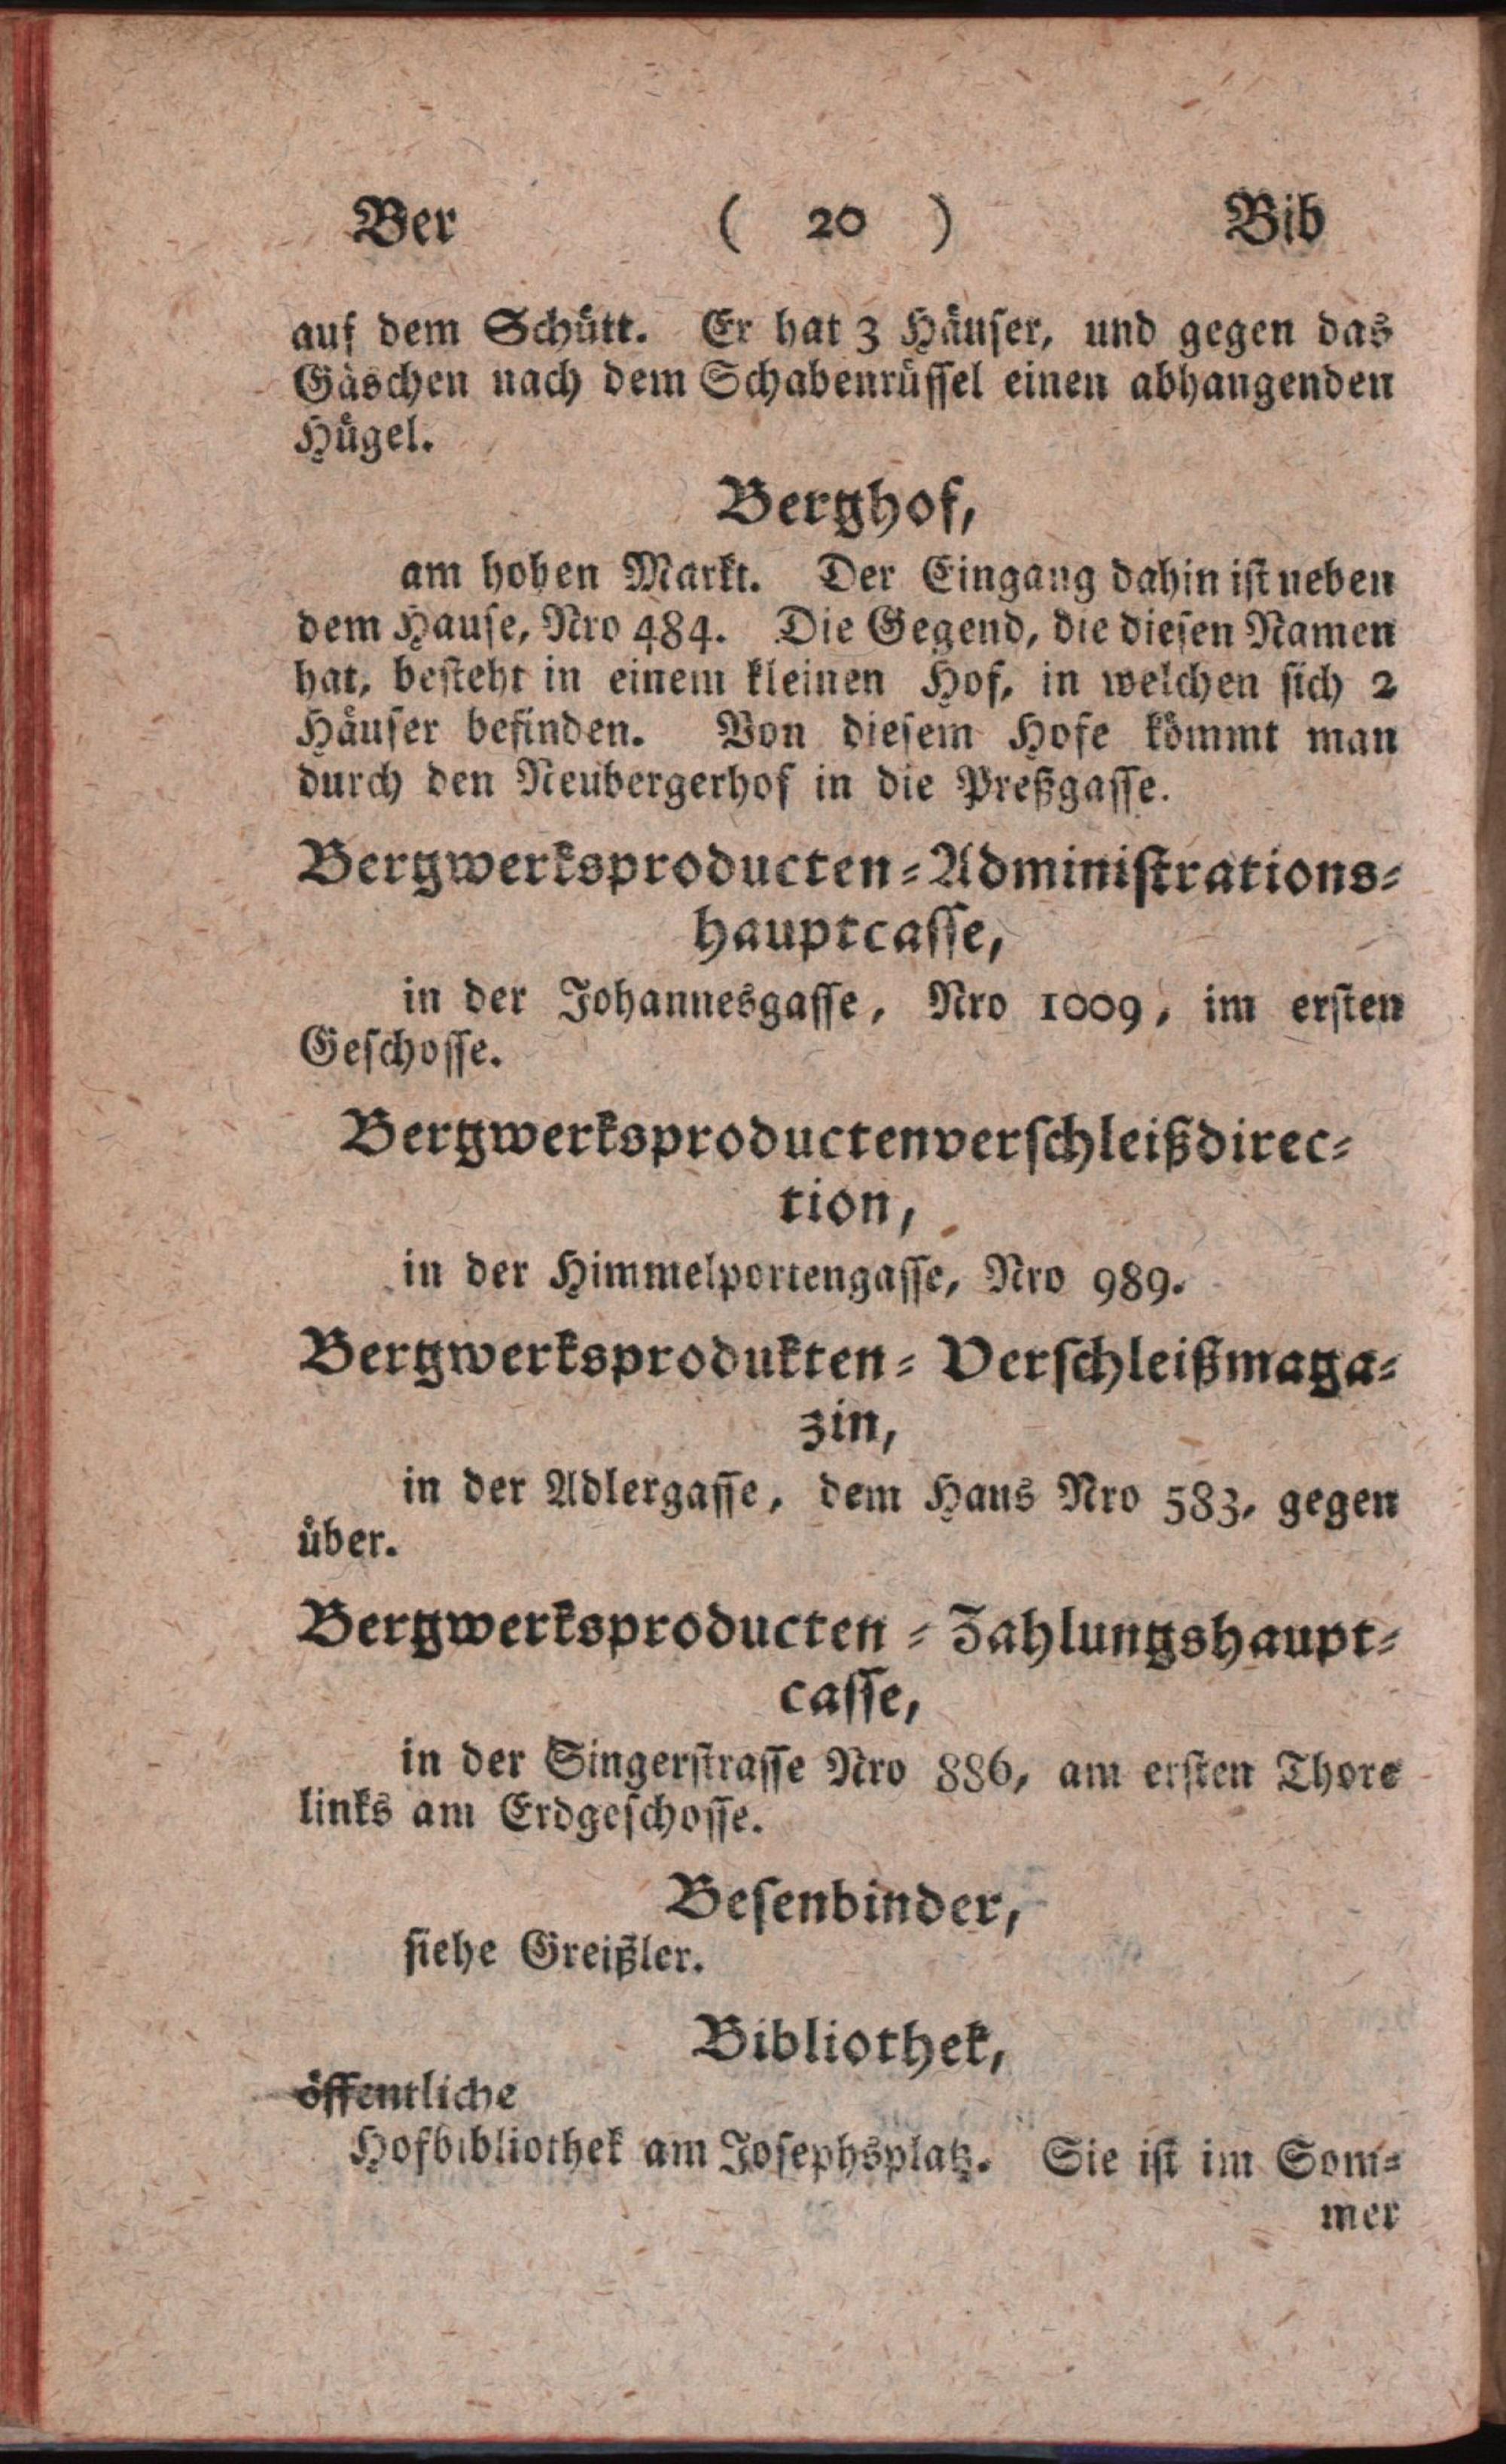 Ber ( 20 ) Bib
auf dem Schütt. Er hat 3 Häuser, und gegen das
Gäschen nach dem Schabenrüssel einen abhangenden
Hügel.
Berghof,
am hohen Markt. Der Eingang dahin ist neben
dem Hause, Nro 484. Die Gegend, die diesen Namen
hat, besteht in einem kleinen Hof, in welchen sich 2
Häuser befinden. Von diesem Hofe kömmt man
durch den Neubergerhof in die Preßgasse.
Bergwerksproducten-Administrations-
hauptcasse,
in der Johannesgasse, Nro 1009, im ersten
Geschosse.
Bergwerksproductenverschleißdirec-
tion,
in der Himmelportengasse, Nro 989.
Bergwerksprodukten-Verschleißmaga-
zin,
in der Adlergasse, dem Haus Nro 583, gegen
über.
Bergwerksproducten-Zahlungshaupt-
casse,
in der Singerstrasse Nro 886, am ersten Thore
links am Erdgeschosse.
Besenbinder,
siehe Greißler.
Bibliothek,
öffentliche
Hofbibliothek am Josephsplatz. Sie ist im Som-
mer